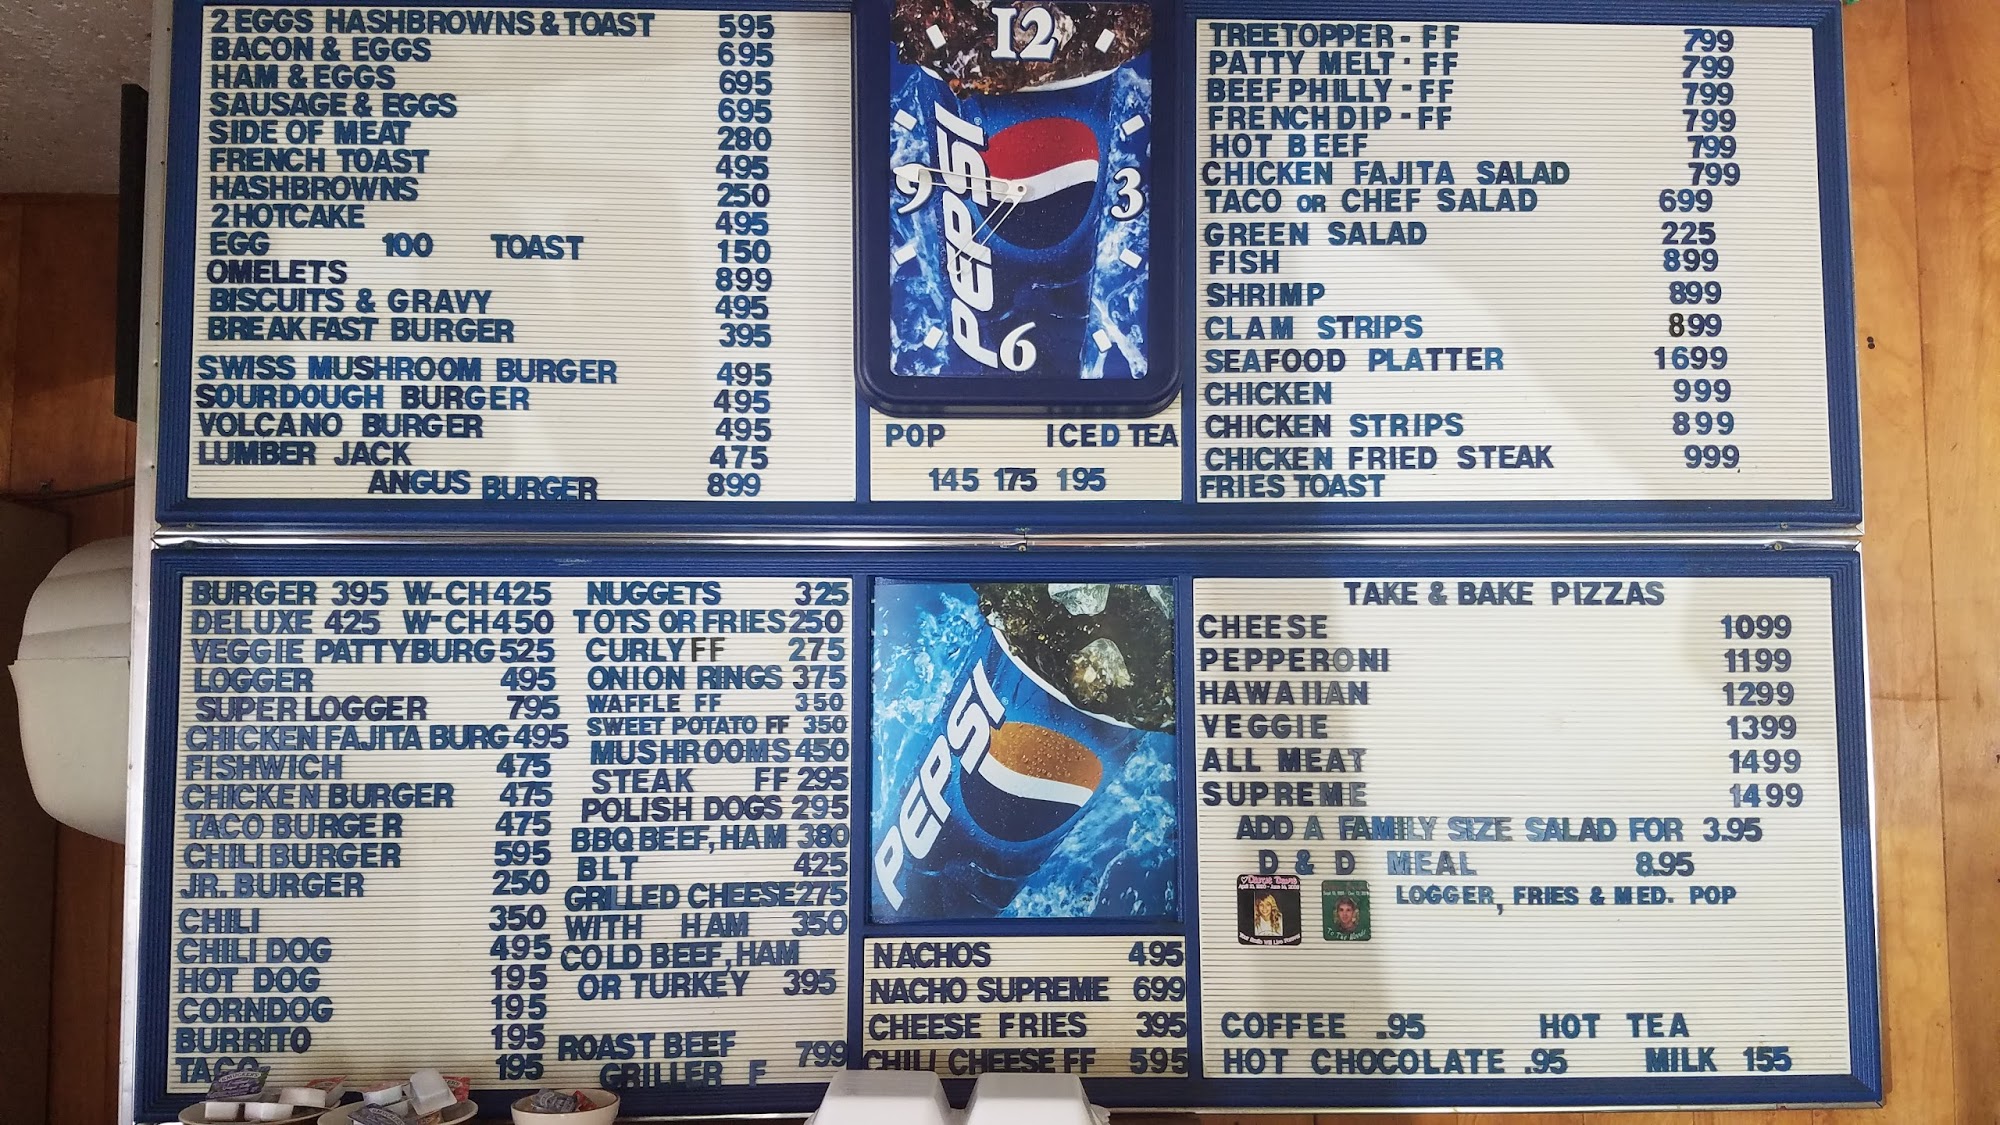 2 EGGS HASHBROWNS & TOAST 595
BACON & EGGS 695
HAM & EGGS 695
SAUSAGE & EGGS 695
SIDE OF MEAT 280
FRENCH TOAST 495
HASHBROWNS 250
2 HOTCAKE 495
EGG 100 TOAST 150
OMELETS 899
BISCUITS & GRAVY 495
BREAKFAST BURGER 395
SWISS MUSHROOM BURGER 495
SOURDOUGH BURGER 495
VOLCANO BURGER 495
LUMBER JACK 475
ANGUS BURGER 899
12
9
3
6
PEPSI
POP ICED TEA
145 175 195
TREETOPPER - FF 799
PATTY MELT - FF 799
BEEF PHILLY - FF 799
FRENCH DIP - FF 799
HOT BEEF 799
CHICKEN FAJITA SALAD 799
TACO OR CHEF SALAD 699
GREEN SALAD 225
FISH 899
SHRIMP 899
CLAM STRIPS 899
SEAFOOD PLATTER 1699
CHICKEN 999
CHICKEN STRIPS 899
CHICKEN FRIED STEAK 999
FRIES TOAST
BURGER 395 W-CH 425
DELUXE 425 W-CH 450
VEGGIE PATTYBURG 525
LOGGER 495
SUPER LOGGER 795
CHICKEN FAJITA BURG 495
FISHWICH 475
CHICKEN BURGER 475
TACO BURGER 475
CHILI BURGER 595
JR. BURGER 250
CHILI 350
CHILI DOG 495
HOT DOG 195
CORNDOG 195
BURRITO 195
TACO 195
NUGGETS 325
TOTS OR FRIES 250
CURLY FF 275
ONION RINGS 375
WAFFLE FF 350
SWEET POTATO FF 350
MUSHROOMS 450
STEAK FF 295
POLISH DOGS 295
BBQ BEEF, HAM 380
BLT 425
GRILLED CHEESE 275
WITH HAM 350
COLD BEEF, HAM
OR TURKEY 395
ROAST BEEF 799
GRILLER F
PEPSI
NACHOS 495
NACHO SUPREME 699
CHEESE FRIES 395
CHILI CHEESE FF 595
TAKE & BAKE PIZZAS
CHEESE 1099
PEPPERONI 1199
HAWAIIAN 1299
VEGGIE 1399
ALL MEAT 1499
SUPREME 1499
ADD A FAMILY SIZE SALAD FOR 3.95
D & D MEAL 8.95
LOGGER, FRIES & MED. POP
COFFEE .95 HOT TEA
HOT CHOCOLATE .95 MILK 155